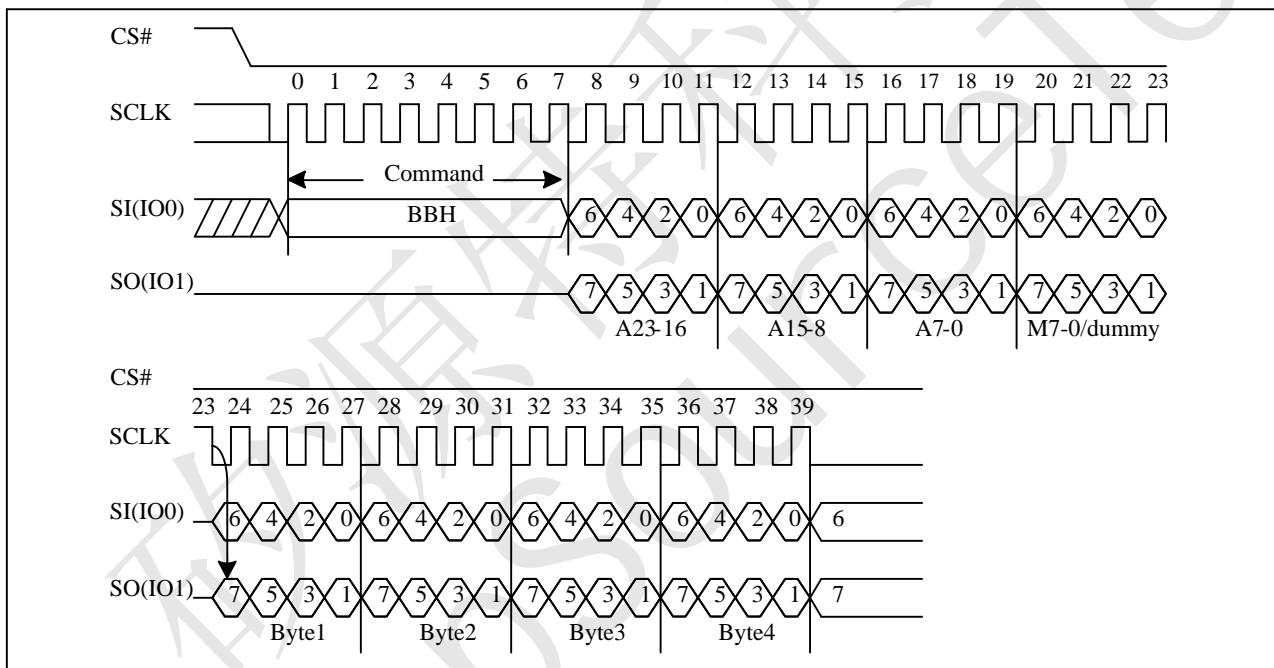 CS#
0 1 2 3 4 5 6 7 8 9 10 11 12 13 14 15 16 17 18 19 20 21 22 23
SCLK
Command
SI(IO0) BBH 6 4 2 0 6 4 2 0 6 4 2 0 6 4 2 0
SO(IO1) 7 5 3 1 7 5 3 1 7 5 3 1 7 5 3 1
A23-16 A15-8 A7-0 M7-0/dummy
CS#
23 24 25 26 27 28 29 30 31 32 33 34 35 36 37 38 39
SCLK
SI(IO0) 6 4 2 0 6 4 2 0 6 4 2 0 6 4 2 0 6
SO(IO1) 7 5 3 1 7 5 3 1 7 5 3 1 7 5 3 1 7
Byte1 Byte2 Byte3 Byte4